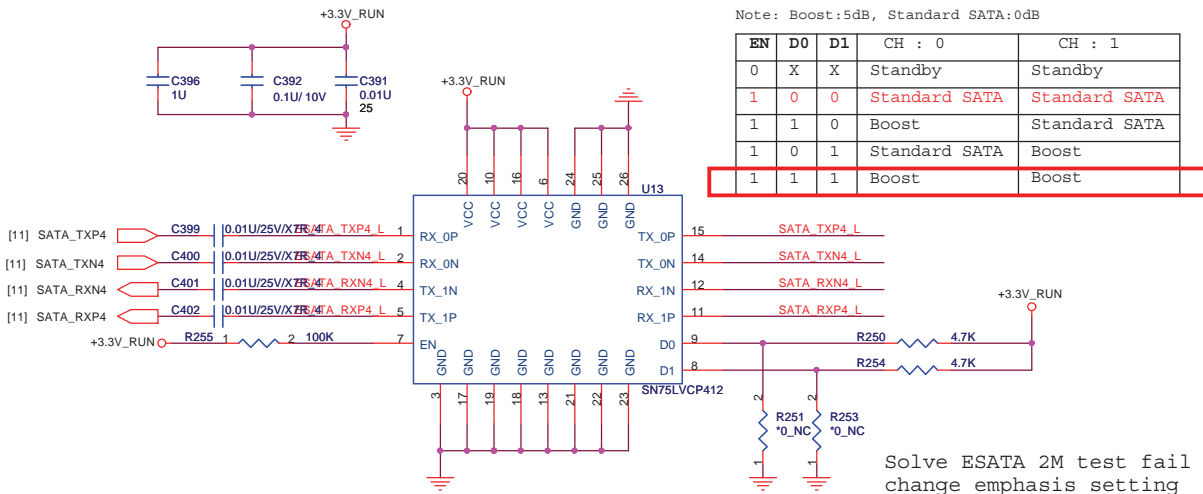 +3.3V_RUN
C396
1U
C392
0.1U/ 10V
C391
0.01U
25
Note: Boost:5dB, Standard SATA:0dB
EN D0 D1 CH : 0 CH : 1
0 X X Standby Standby
1 0 0 Standard SATA Standard SATA
1 1 0 Boost Standard SATA
1 0 1 Standard SATA Boost
1 1 1 Boost Boost
+3.3V_RUN
20 10 16 6 24 25 26
U13
VCC VCC VCC VCC GND GND GND
[11] SATA_TXP4 C399 0.01U/25V/X7R_4 SATA_TXP4_L 1 RX_0P TX_0P 15 SATA_TXP4_L
[11] SATA_TXN4 C400 0.01U/25V/X7R_4 SATA_TXN4_L 2 RX_0N TX_0N 14 SATA_TXN4_L
[11] SATA_RXN4 C401 0.01U/25V/X7R_4 SATA_RXN4_L 4 TX_1N RX_1N 12 SATA_RXN4_L
[11] SATA_RXP4 C402 0.01U/25V/X7R_4 SATA_RXP4_L 5 TX_1P RX_1P 11 SATA_RXP4_L
+3.3V_RUN
+3.3V_RUN R255 1 2 100K 7 EN D0 9 R250 4.7K
D1 8 R254 4.7K
GND GND GND GND GND GND GND GND
SN75LVCP412
3 17 19 18 13 21 22 23
2 R251 *0_NC 1
2 R253 *0_NC 1
Solve ESATA 2M test fail
change emphasis setting